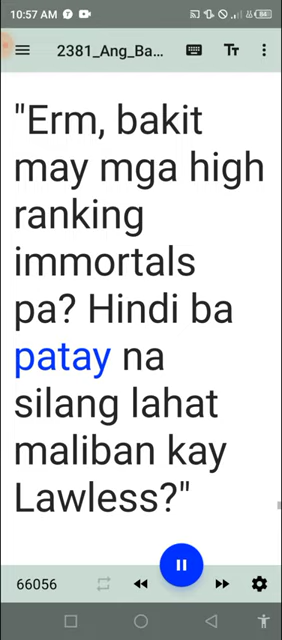 10:57 AM
2381_Ang_Ba...
"Erm, bakit
may mga high
ranking
immortals
pa? Hindi ba
patay na
silang lahat
maliban kay
Lawless?"
66056